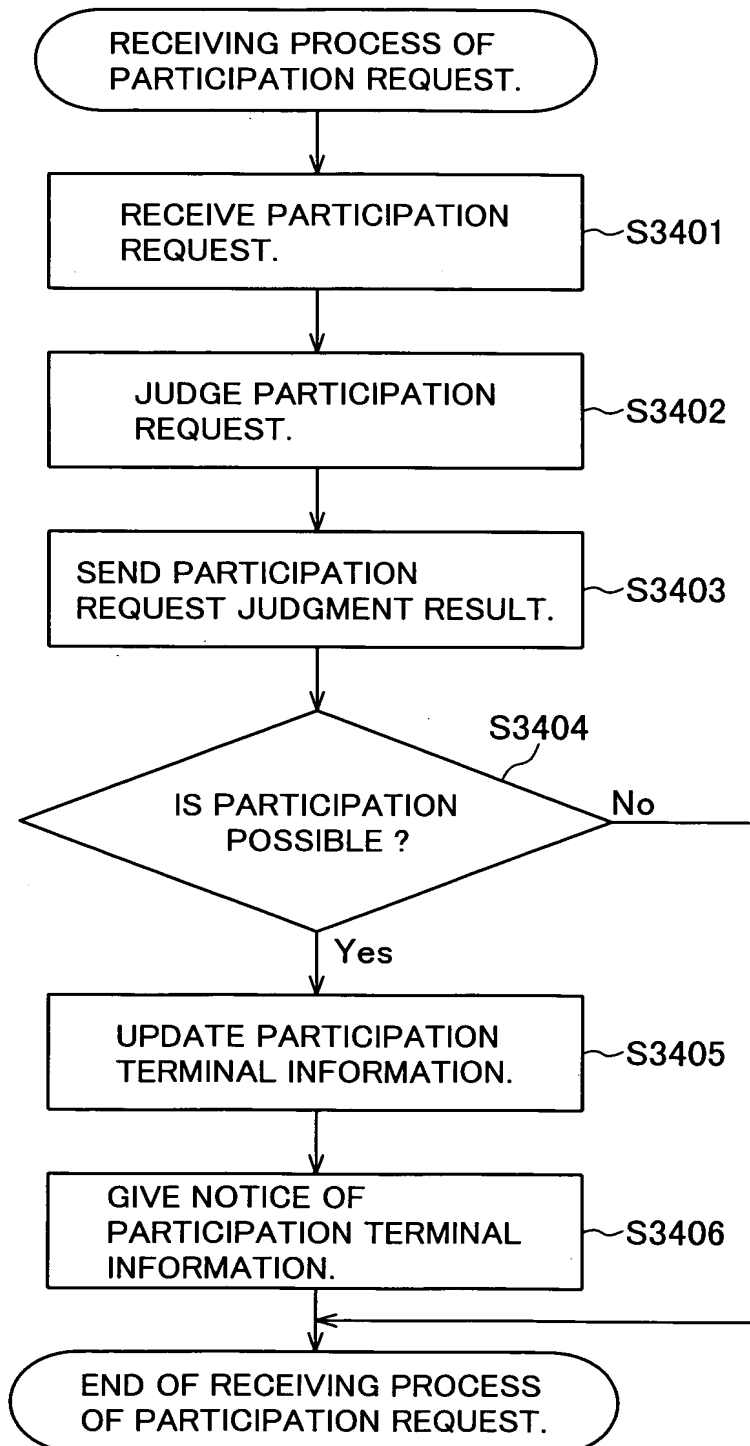 RECEIVING PROCESS OF
PARTICIPATION REQUEST.
RECEIVE PARTICIPATION
REQUEST.
S3401
JUDGE PARTICIPATION
REQUEST.
S3402
SEND PARTICIPATION
REQUEST JUDGMENT RESULT.
S3403
S3404
IS PARTICIPATION
POSSIBLE ?
No
Yes
UPDATE PARTICIPATION
TERMINAL INFORMATION.
S3405
GIVE NOTICE OF
PARTICIPATION TERMINAL
INFORMATION.
S3406
END OF RECEIVING PROCESS
OF PARTICIPATION REQUEST.